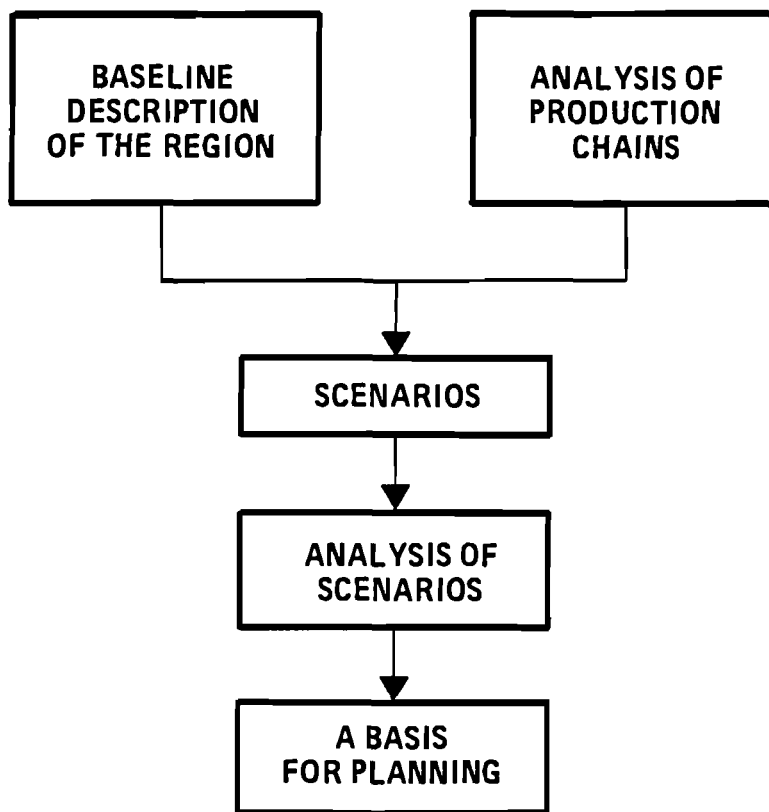 BASELINE
DESCRIPTION
OF THE REGION
ANALYSIS OF
PRODUCTION
CHAINS
SCENARIOS
ANALYSIS OF
SCENARIOS
A BASIS
FOR PLANNING